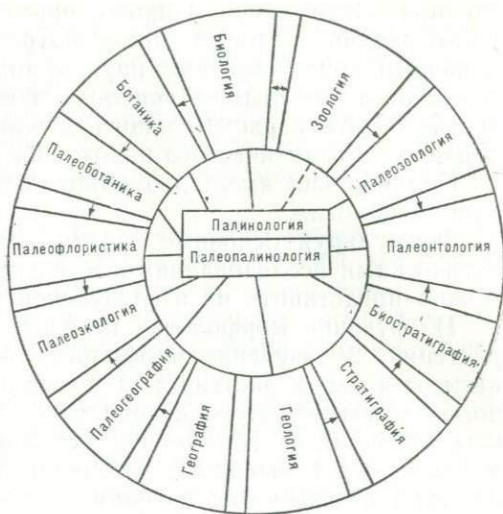 Биология
Зоология
Палеозоология
Палеонтология
Биостратиграфия
Стратиграфия
Геология
География
Палеогеография
Палеоэкология
Палеофлористика
Палеоботаника
Ботаника
Палинология
Палеопалинология